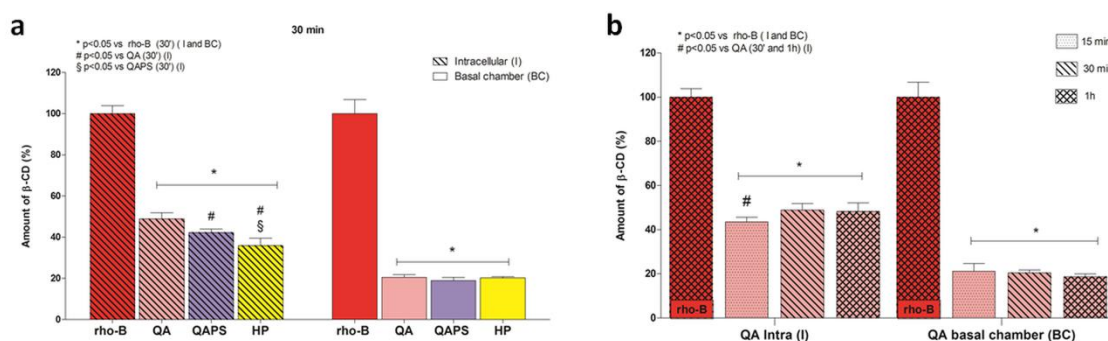 a
30 min
* p<0.05 vs rho-B (30') ( I and BC)
# p<0.05 vs QA (30') (I)
§ p<0.05 vs QAPS (30') (I)
Intracellular (I)
Basal chamber (BC)
Amount of β-CD (%)
120
100
80
60
40
20
0
*
#
#
§
*
rho-B QA QAPS HP rho-B QA QAPS HP
b
* p<0.05 vs rho-B ( I and BC)
# p<0.05 vs QA (30' and 1h) (I)
15 min
30 min
1h
Amount of β-CD (%)
120
100
80
60
40
20
0
*
#
*
rho-B
rho-B
QA Intra (I) QA basal chamber (BC)